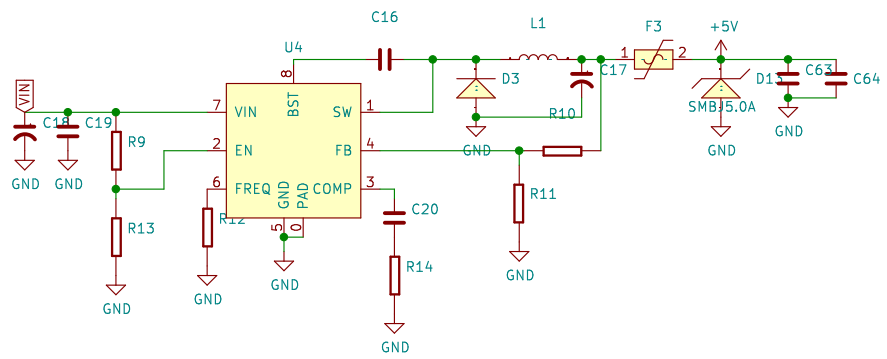 C16
L1
F3
+5V
U4
1
2
8
VIN
C18
C19
R9
7
VIN
BST
SW
1
D3
C17
D15
SMBJ5.0A
C63
C64
GND
R10
GND
GND
GND
GND
2
EN
FB
4
6
FREQ
GND
PAD
COMP
3
R11
R13
R12
5
0
C20
R14
GND
GND
GND
GND
GND